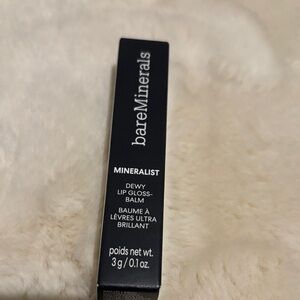 bareMinerals
MINERALIST
DEWY
LIP GLOSS-
BALM
BAUME À
LÈVRES ULTRA
BRILLANT
poids net wt.
3 g / 0.1 oz.